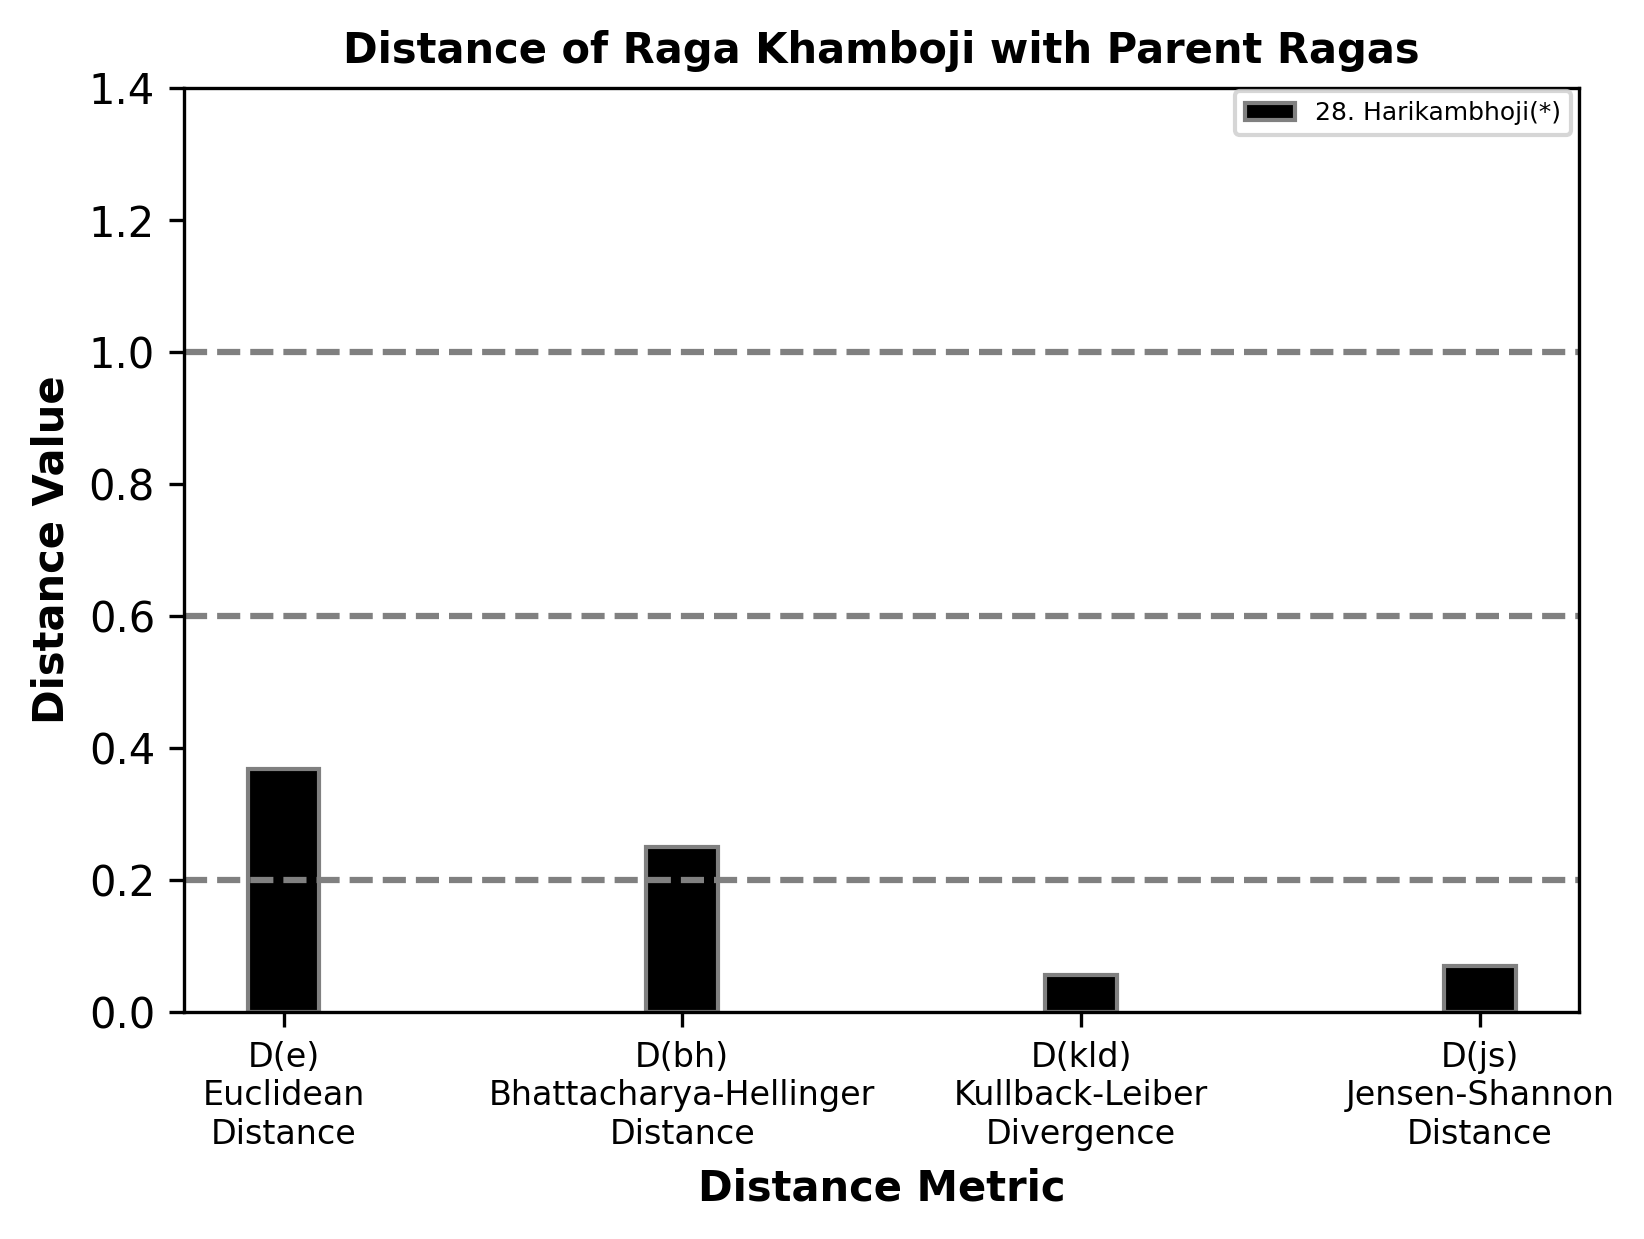 Distance of Raga Khamboji with Parent Ragas
28. Harikambhoji(*)
Distance Value
1.4
1.2
1.0
0.8
0.6
0.4
0.2
0.0
D(e)
Euclidean
Distance
D(bh)
Bhattacharya-Hellinger
Distance
D(kld)
Kullback-Leiber
Divergence
D(js)
Jensen-Shannon
Distance
Distance Metric